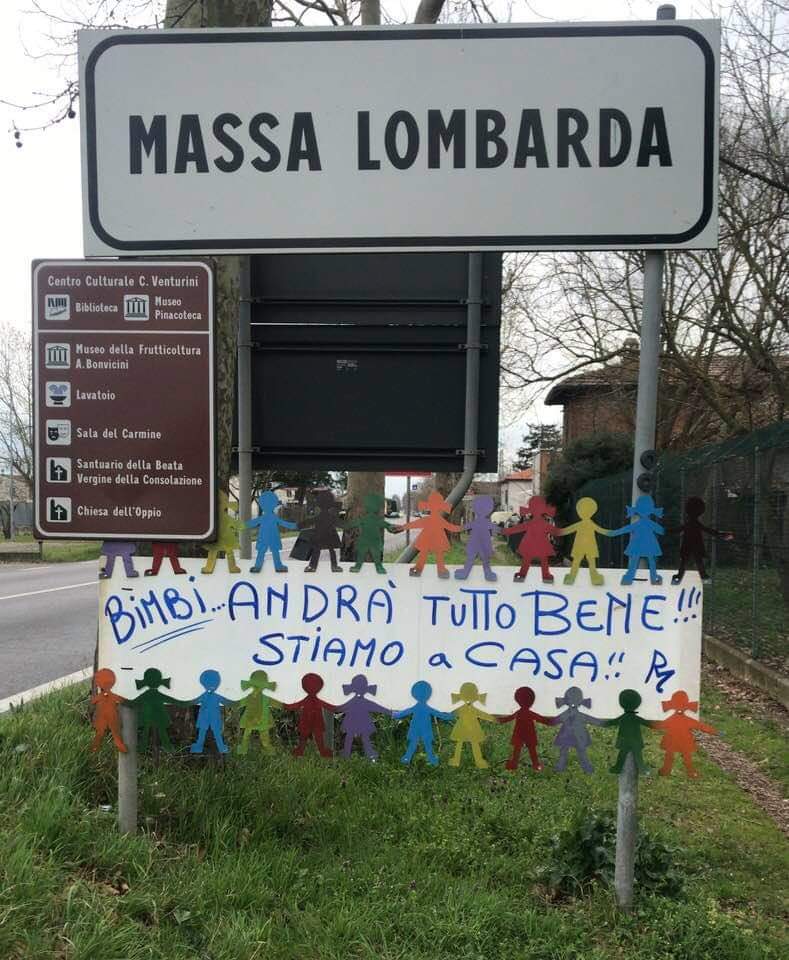 MASSA LOMBARDA
Centro Culturale C. Venturini
Biblioteca
Museo
Pinacoteca
Museo della Frutticoltura
A. Bonvicini
Lavatoio
Sala del Carmine
Santuario della Beata
Vergine della Consolazione
Chiesa dell'Oppio
BiMBi... ANDRÀ TUTTO BENE!!!
STiAMO a CASA!!